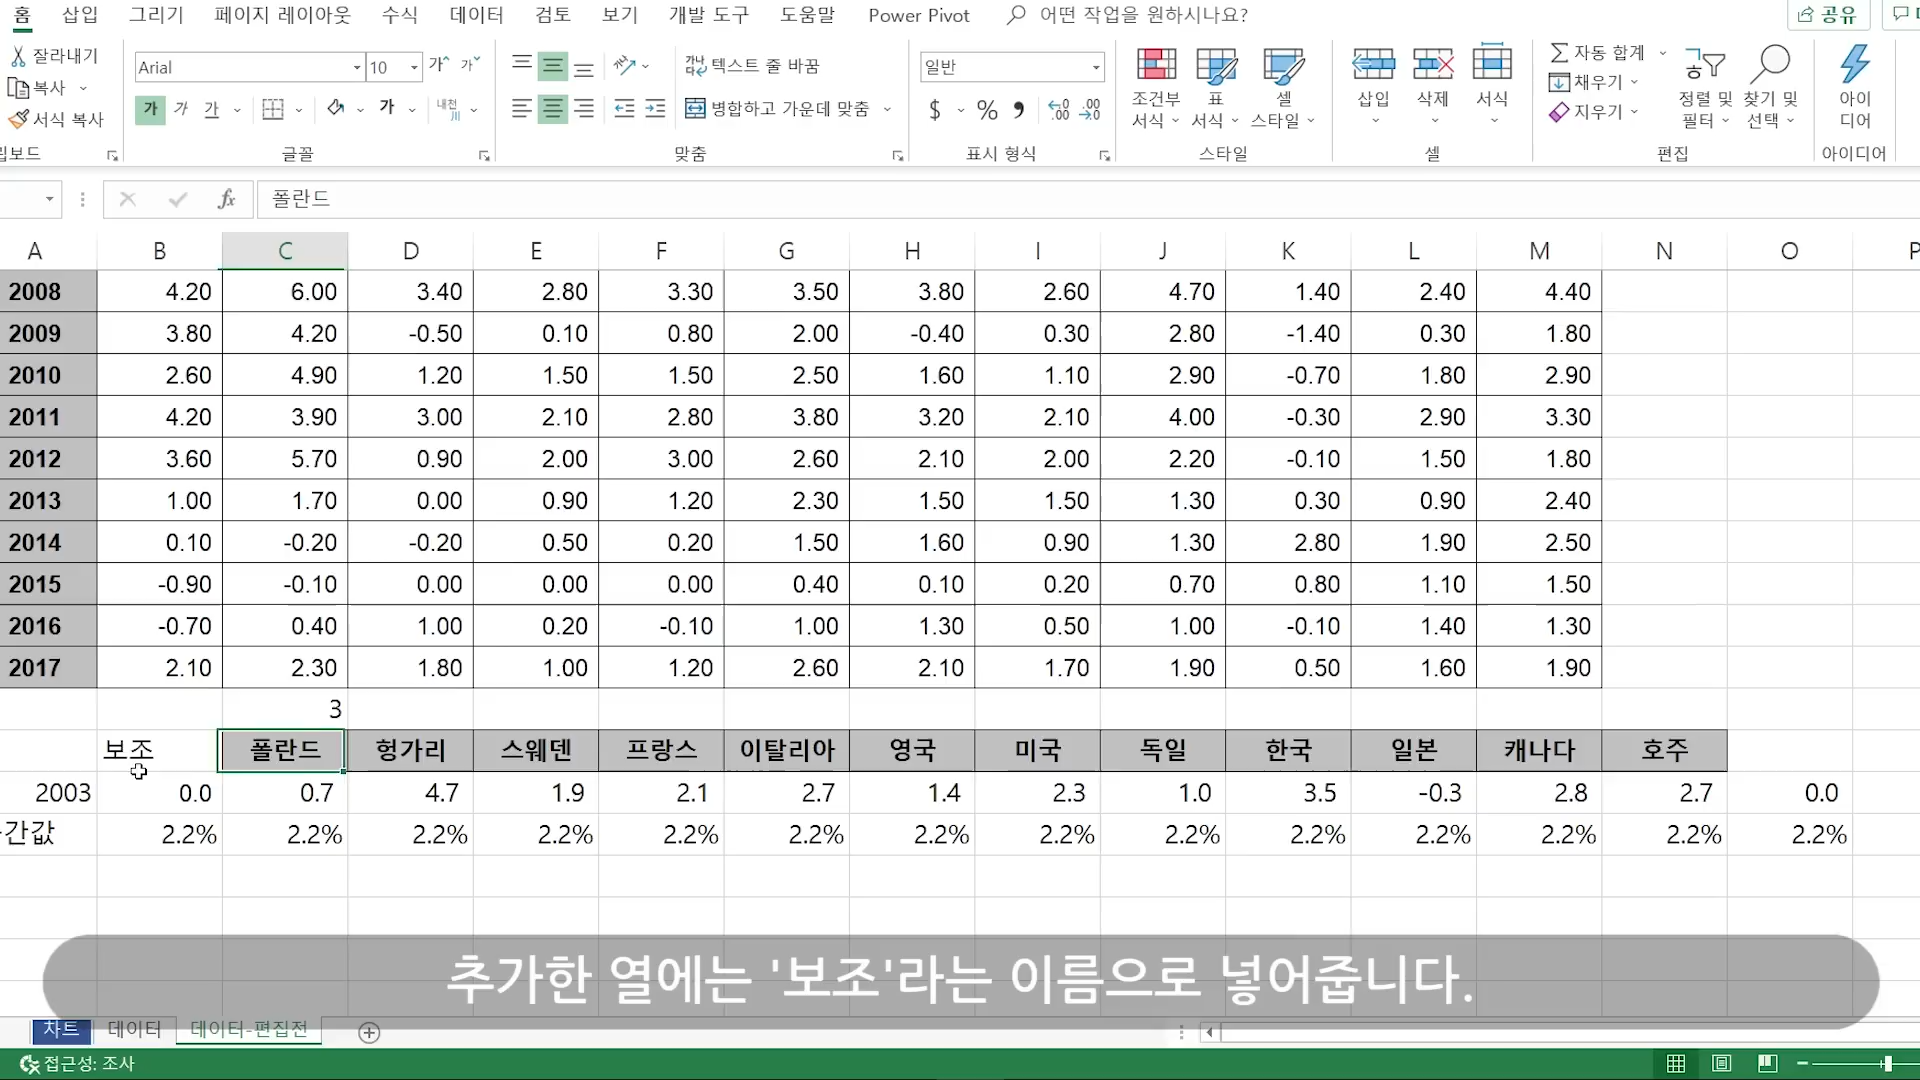 홈 삽입 그리기 페이지 레이아웃 수식 데이터 검토 보기 개발 도구 도움말 Power Pivot 어떤 작업을 원하시나요? 공유
잘라내기
복사
서식 복사
Arial 10
가 가 가 가
내천
텍스트 줄 바꿈
병합하고 가운데 맞춤
일반
$ % ,
조건부 서식
표 서식
셀 스타일
삽입 삭제 서식
자동 합계
채우기
지우기
정렬 및 필터
찾기 및 선택
아이디어
립보드 글꼴 맞춤 표시 형식 스타일 셀 편집 아이디어
fx 폴란드
A B C D E F G H I J K L M N O P
2008 4.20 6.00 3.40 2.80 3.30 3.50 3.80 2.60 4.70 1.40 2.40 4.40
2009 3.80 4.20 -0.50 0.10 0.80 2.00 -0.40 0.30 2.80 -1.40 0.30 1.80
2010 2.60 4.90 1.20 1.50 1.50 2.50 1.60 1.10 2.90 -0.70 1.80 2.90
2011 4.20 3.90 3.00 2.10 2.80 3.80 3.20 2.10 4.00 -0.30 2.90 3.30
2012 3.60 5.70 0.90 2.00 3.00 2.60 2.10 2.00 2.20 -0.10 1.50 1.80
2013 1.00 1.70 0.00 0.90 1.20 2.30 1.50 1.50 1.30 0.30 0.90 2.40
2014 0.10 -0.20 -0.20 0.50 0.20 1.50 1.60 0.90 1.30 2.80 1.90 2.50
2015 -0.90 -0.10 0.00 0.00 0.00 0.40 0.10 0.20 0.70 0.80 1.10 1.50
2016 -0.70 0.40 1.00 0.20 -0.10 1.00 1.30 0.50 1.00 -0.10 1.40 1.30
2017 2.10 2.30 1.80 1.00 1.20 2.60 2.10 1.70 1.90 0.50 1.60 1.90
3
보조 폴란드 헝가리 스웨덴 프랑스 이탈리아 영국 미국 독일 한국 일본 캐나다 호주
2003 0.0 0.7 4.7 1.9 2.1 2.7 1.4 2.3 1.0 3.5 -0.3 2.8 2.7 0.0
간값 2.2% 2.2% 2.2% 2.2% 2.2% 2.2% 2.2% 2.2% 2.2% 2.2% 2.2% 2.2% 2.2% 2.2%
추가한 열에는 '보조'라는 이름으로 넣어줍니다.
차트 데이터 데이터-편집전
접근성: 조사